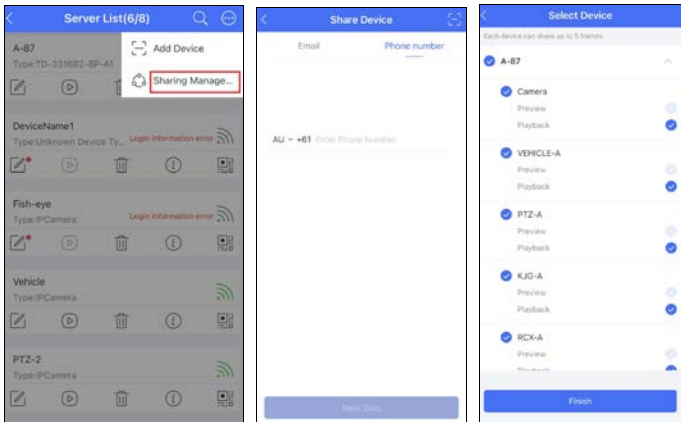 Server List(6/8)
A-87
Type:TD-3316B2-8P-A1
Add Device
Sharing Manage...
DeviceName1
Type:Unknown Device Ty...
Login information error
Fish-eye
Type:IPCamera
Login information error
Vehicle
Type:IPCamera
PTZ-2
Type:IPCamera
Share Device
Email
Phone number
AU - +61
Enter Phone Number
Next Step
Select Device
Each device can share up to 5 friends.
A-87
Camera
Preview
Playback
VEHICLE-A
Preview
Playback
PTZ-A
Preview
Playback
KJG-A
Preview
Playback
RCX-A
Preview
Playback
Finish